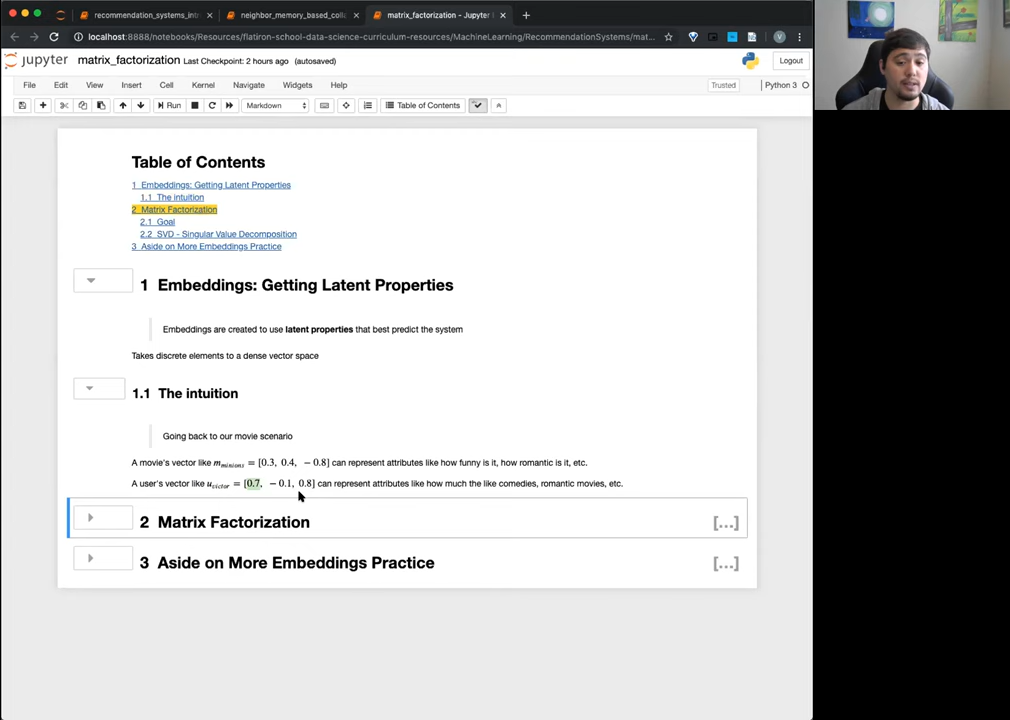 recommendation_systems_intr
neighbor_memory_based_colla
matrix_factorization - Jupyter
localhost:8888/notebooks/Resources/flatiron-school-data-science-curriculum-resources/MachineLearning/RecommendationSystems/mat...
V
jupyter matrix_factorization Last Checkpoint: 2 hours ago (autosaved)
Logout
File Edit View Insert Cell Kernel Navigate Widgets Help
Trusted
Python 3
Run
Markdown
Table of Contents
Table of Contents
1 Embeddings: Getting Latent Properties
1.1 The intuition
2 Matrix Factorization
2.1 Goal
2.2 SVD - Singular Value Decomposition
3 Aside on More Embeddings Practice
1 Embeddings: Getting Latent Properties
Embeddings are created to use latent properties that best predict the system
Takes discrete elements to a dense vector space
1.1 The intuition
Going back to our movie scenario
A movie's vector like m_minions = [0.3, 0.4, − 0.8] can represent attributes like how funny is it, how romantic is it, etc.
A user's vector like u_victor = [0.7, − 0.1, 0.8] can represent attributes like how much the like comedies, romantic movies, etc.
2 Matrix Factorization
[...]
3 Aside on More Embeddings Practice
[...]